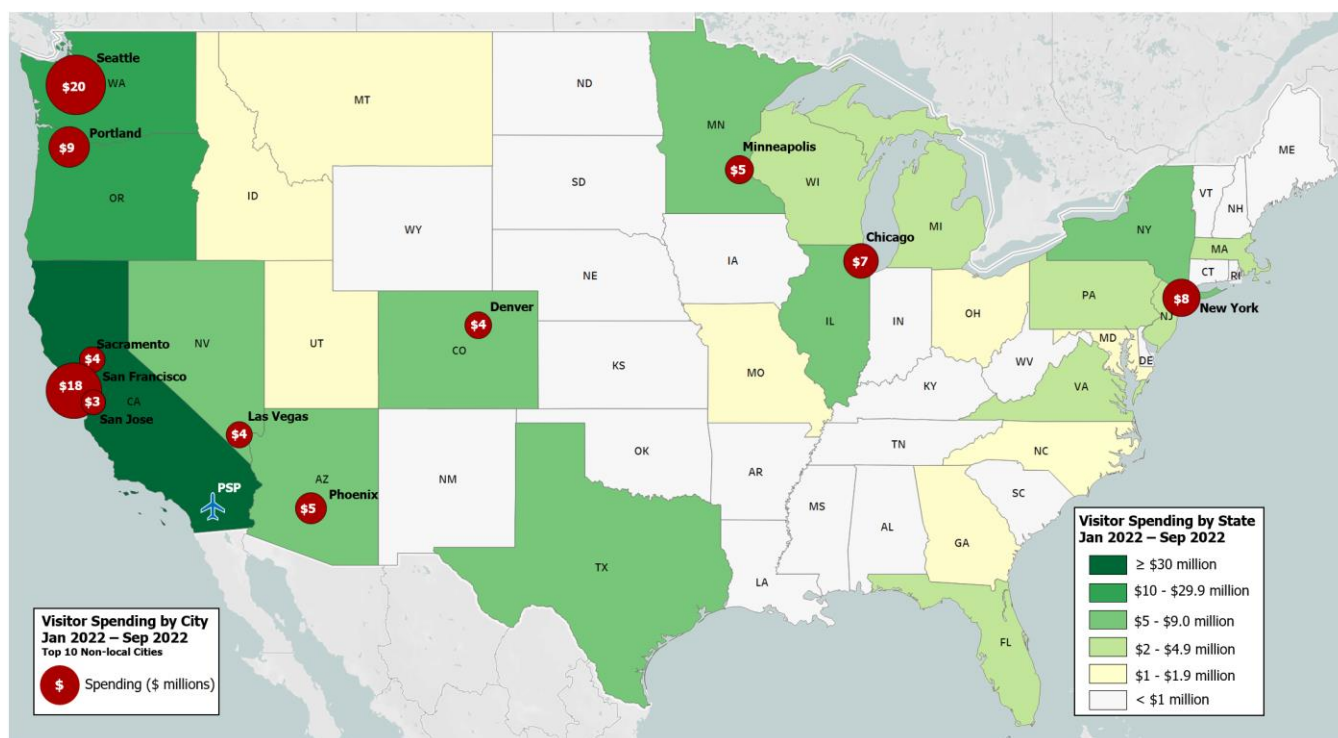 Seattle
$20
WA
Portland
$9
OR
MT
ID
ND
MN
Minneapolis
$5
WI
MI
SD
WY
ME
VT
NH
NY
MA
CT
RI
$8
New York
Chicago
$7
IA
NE
Denver
$4
CO
NV
UT
Sacramento
$4
San Francisco
$18
CA
$3
San Jose
Las Vegas
$4
PSP
AZ
Phoenix
$5
NM
KS
OK
TX
MO
IL
IN
OH
PA
NJ
MD
DE
WV
VA
KY
TN
NC
SC
AR
MS
AL
GA
LA
FL
Visitor Spending by City
Jan 2022 – Sep 2022
Top 10 Non-local Cities
$ Spending ($ millions)
Visitor Spending by State
Jan 2022 – Sep 2022
≥ $30 million
$10 - $29.9 million
$5 - $9.0 million
$2 - $4.9 million
$1 - $1.9 million
< $1 million